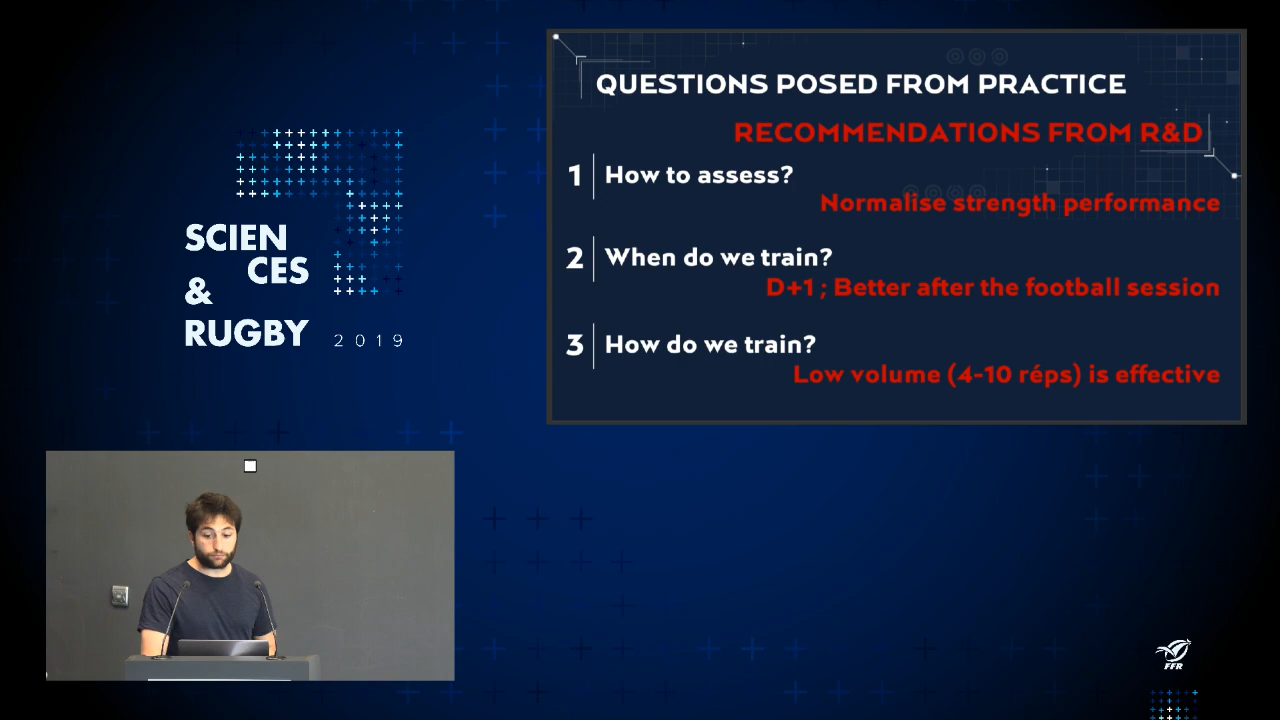 SCIEN
CES
&
RUGBY 2019
QUESTIONS POSED FROM PRACTICE
RECOMMENDATIONS FROM R&D
1 How to assess?
Normalise strength performance
2 When do we train?
D+1 ; Better after the football session
3 How do we train?
Low volume (4-10 réps) is effective
FFR